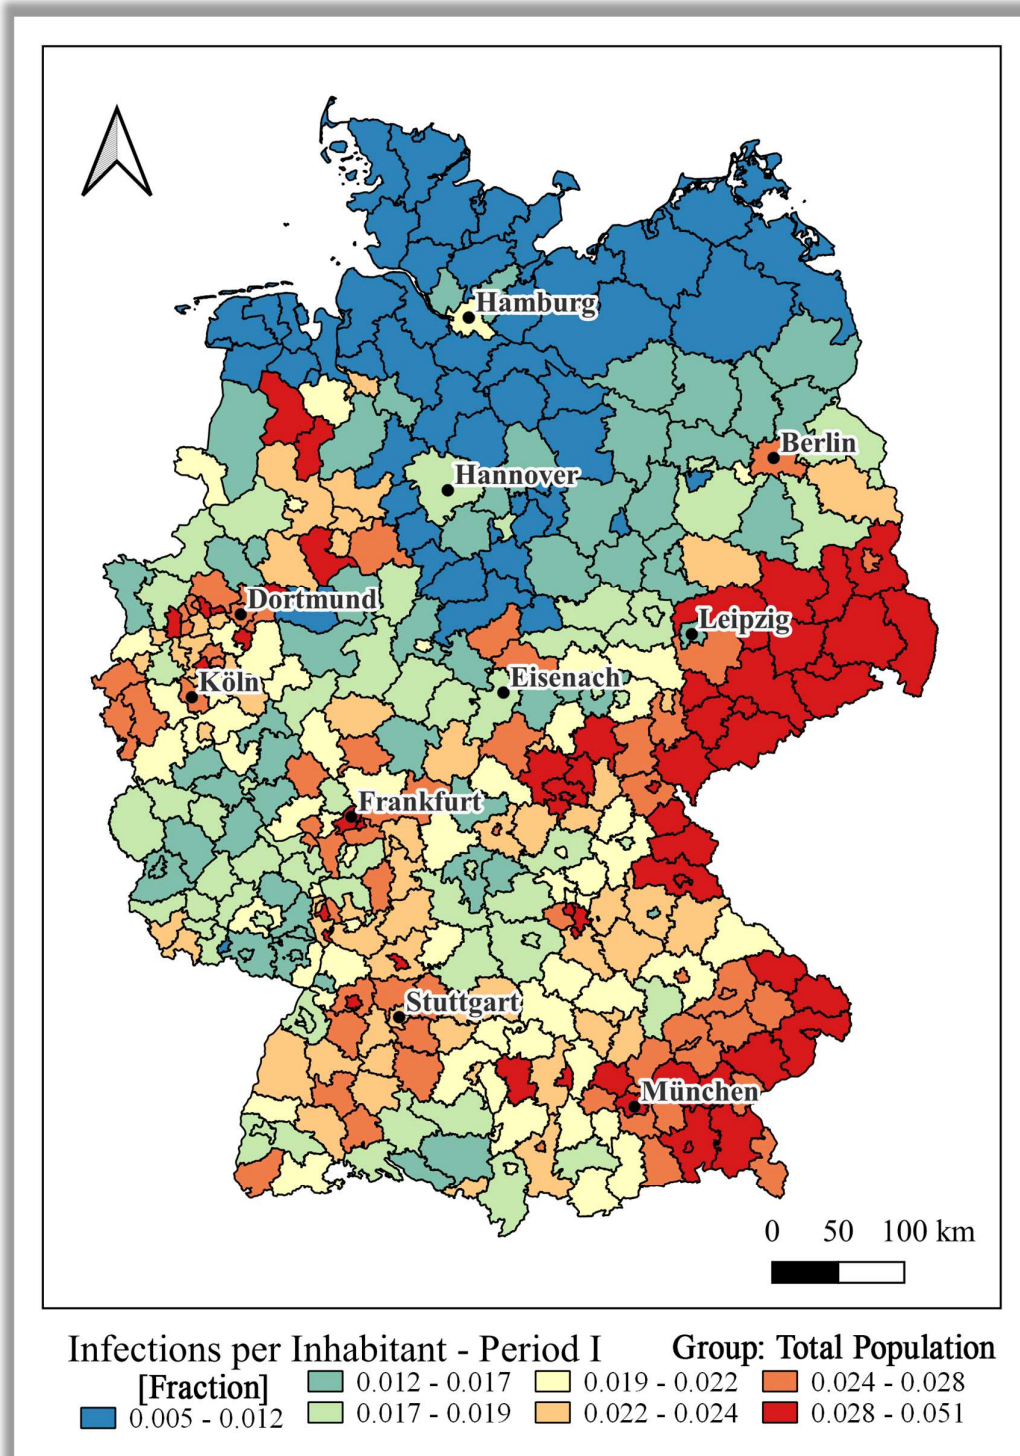 Hamburg
Berlin
Hannover
Dortmund
Leipzig
Köln
Eisenach
Frankfurt
Stuttgart
München
0 50 100 km
Infections per Inhabitant - Period I Group: Total Population
[Fraction]
0.005 - 0.012
0.012 - 0.017
0.017 - 0.019
0.019 - 0.022
0.022 - 0.024
0.024 - 0.028
0.028 - 0.051